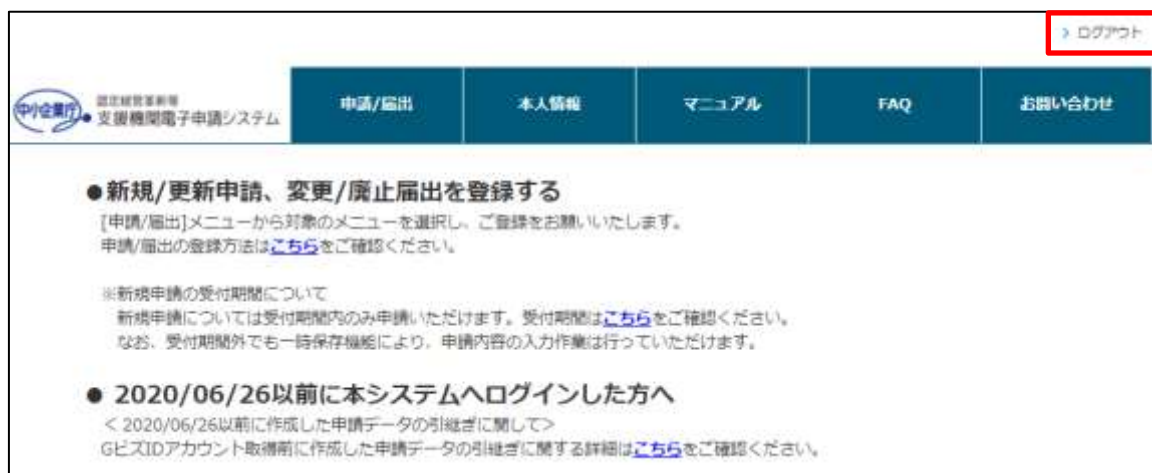 > ログアウト
中小企業庁
認定経営革新等
支援機関電子申請システム
申請/届出
本人情報
マニュアル
FAQ
お問い合わせ
●新規/更新申請、変更/廃止届出を登録する
[申請/届出]メニューから対象のメニューを選択し、ご登録をお願いいたします。
申請/届出の登録方法はこちらをご確認ください。
※新規申請の受付期間について
新規申請については受付期間内のみ申請いただけます。受付期間はこちらをご確認ください。
なお、受付期間外でも一時保存機能により、申請内容の入力作業は行っていただけます。
● 2020/06/26以前に本システムへログインした方へ
＜2020/06/26以前に作成した申請データの引継ぎに関して＞
GビズIDアカウント取得前に作成した申請データの引継ぎに関する詳細はこちらをご確認ください。